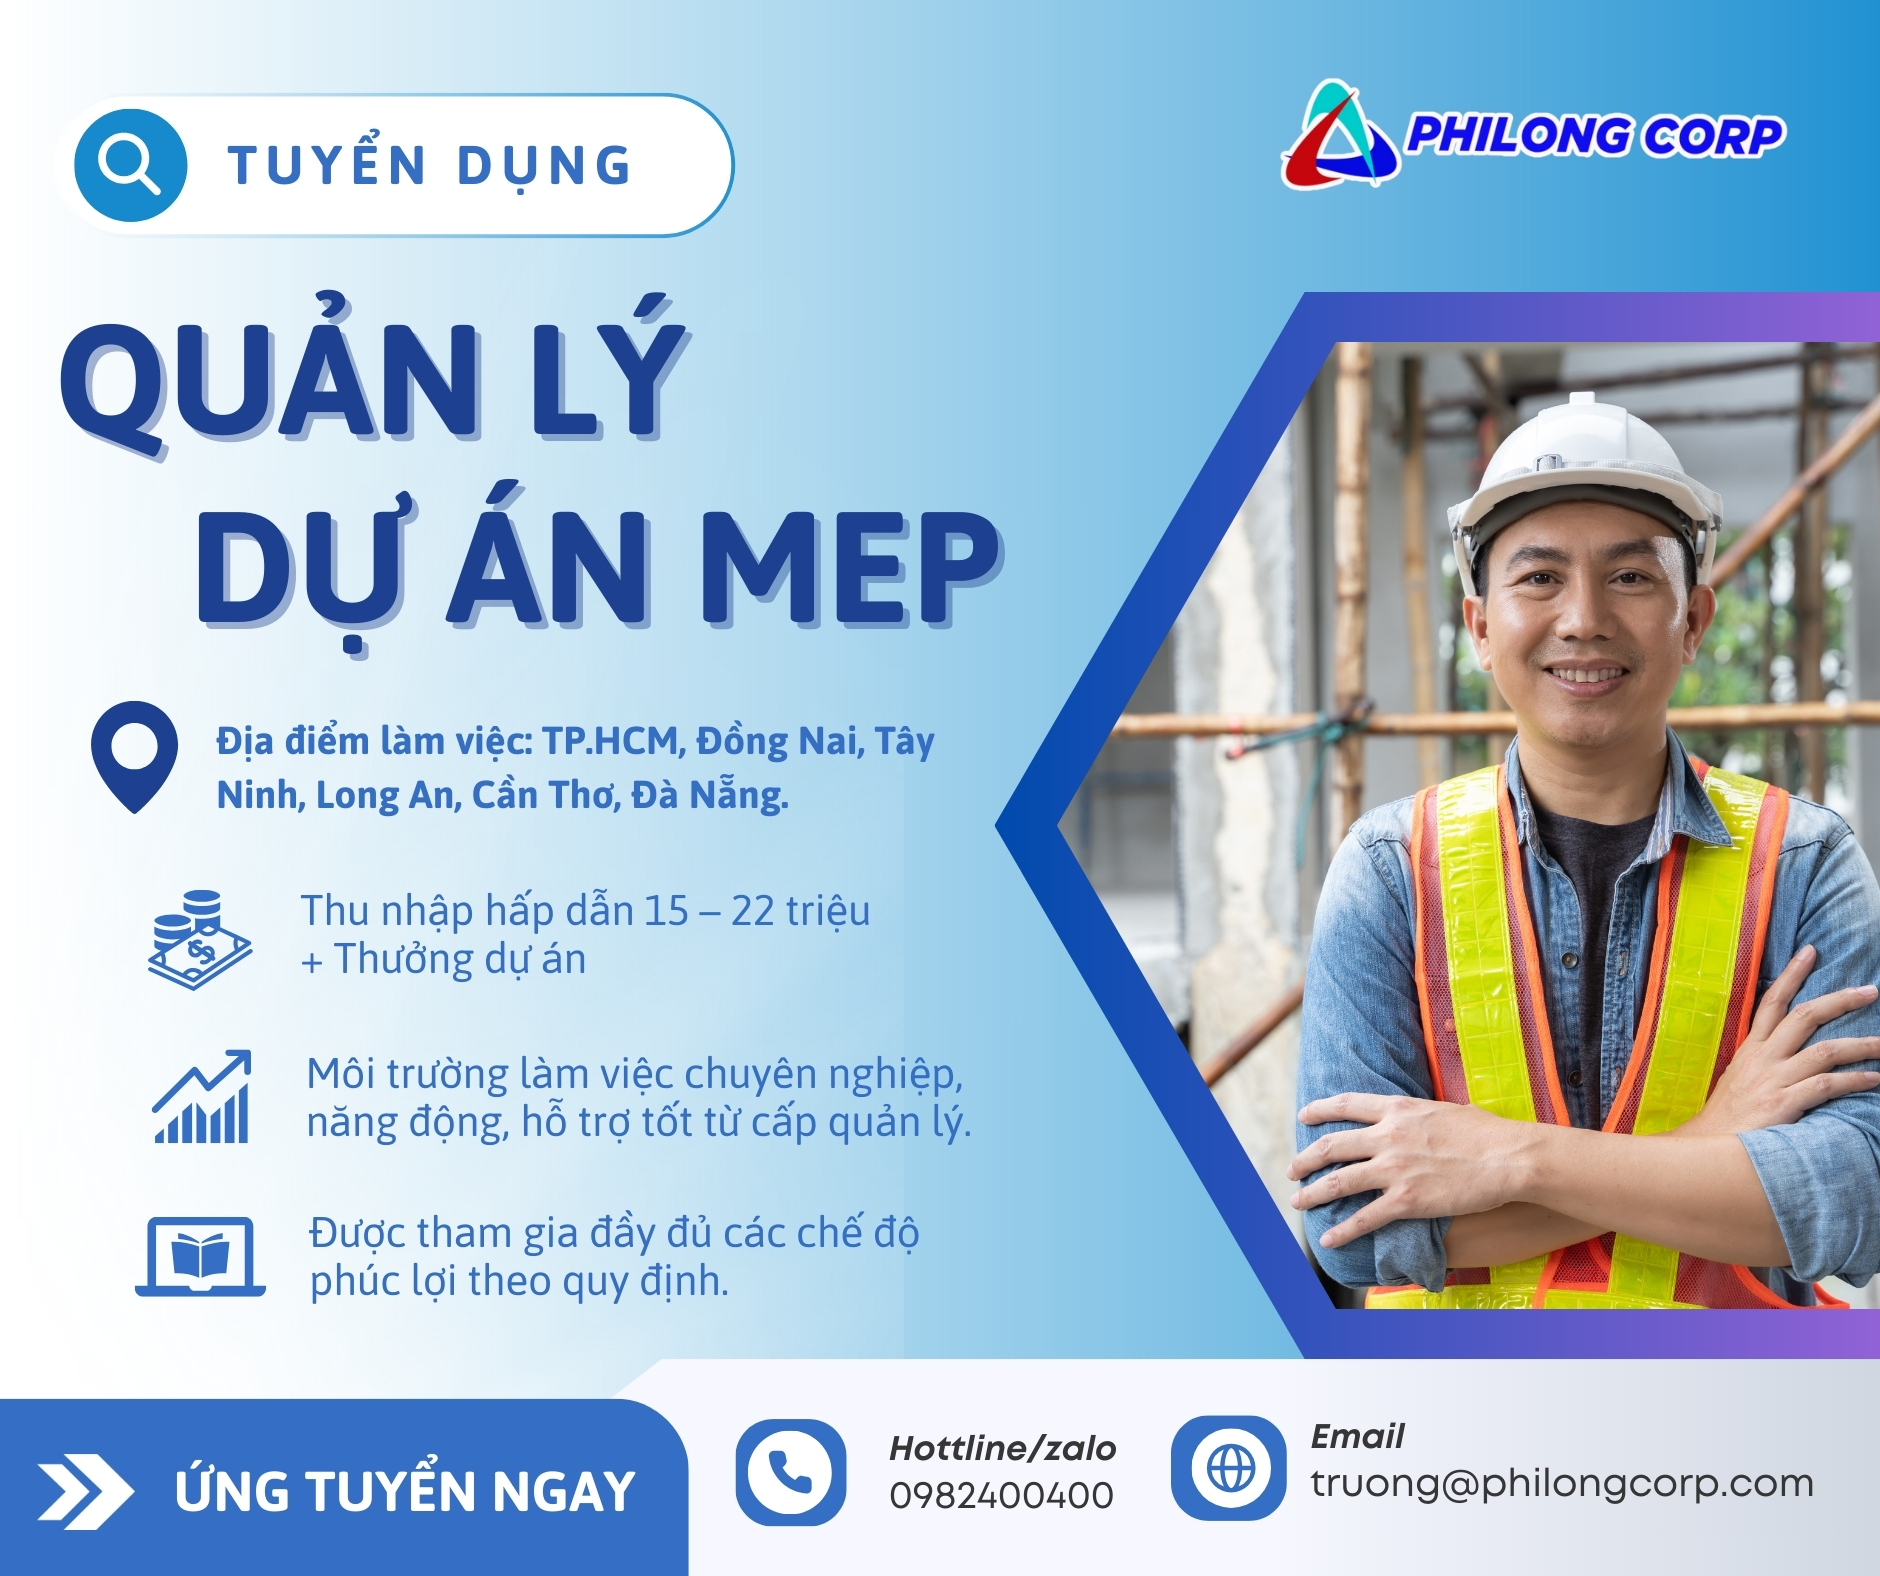 TUYỂN DỤNG
PHILONG CORP
QUẢN LÝ
DỰ ÁN MEP
Địa điểm làm việc: TP.HCM, Đồng Nai, Tây
Ninh, Long An, Cần Thơ, Đà Nẵng.
Thu nhập hấp dẫn 15 – 22 triệu
+ Thưởng dự án
Môi trường làm việc chuyên nghiệp,
năng động, hỗ trợ tốt từ cấp quản lý.
Được tham gia đầy đủ các chế độ
phúc lợi theo quy định.
ỨNG TUYỂN NGAY
Hottline/zalo
0982400400
Email
truong@philongcorp.com